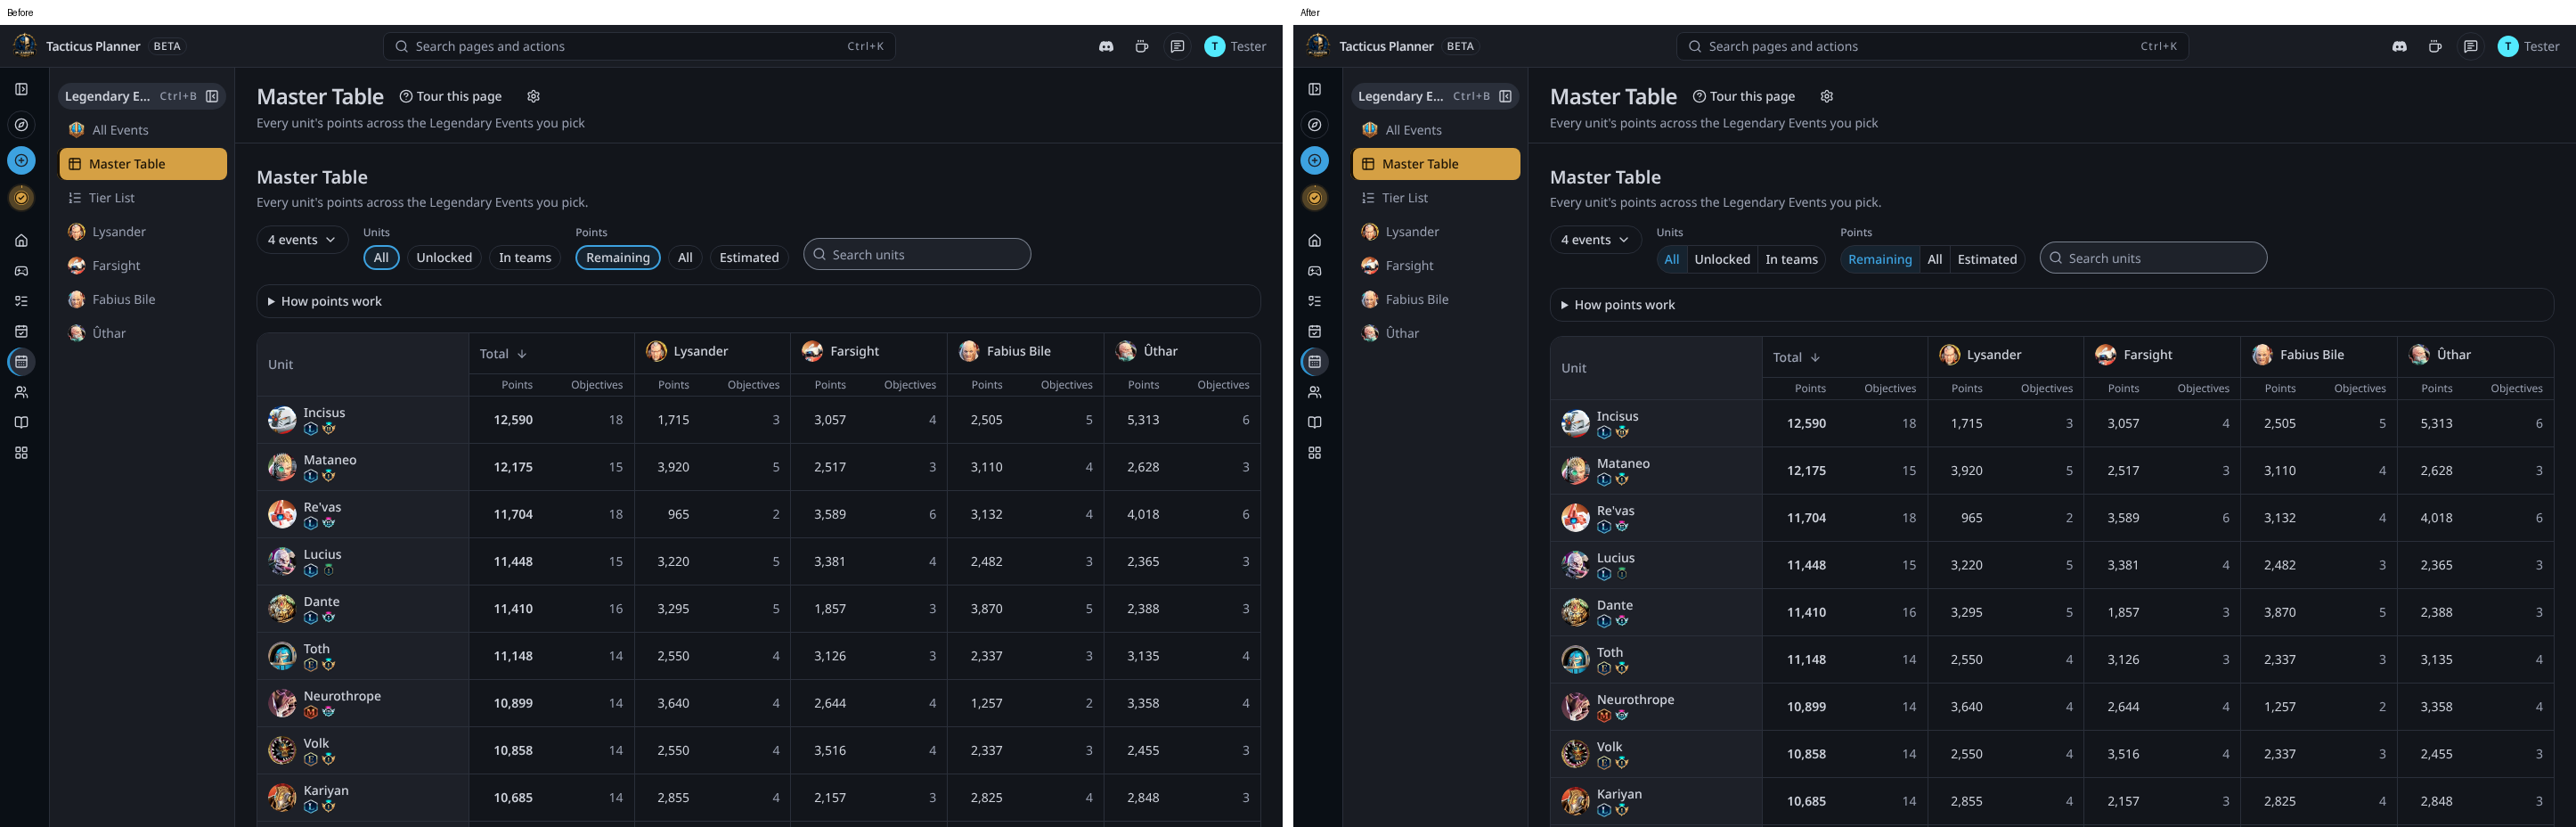 Before
Tacticus Planner BETA
Search pages and actions Ctrl+K
T Tester
Legendary E... Ctrl+B
All Events
Master Table
Tier List
Lysander
Farsight
Fabius Bile
Ûthar
Master Table Tour this page
Every unit's points across the Legendary Events you pick
Master Table
Every unit's points across the Legendary Events you pick.
4 events
Units
All Unlocked In teams
Points
Remaining All Estimated
Search units
How points work
Unit Total Lysander Farsight Fabius Bile Ûthar
Points Objectives Points Objectives Points Objectives Points Objectives Points Objectives
Incisus 12,590 18 1,715 3 3,057 4 2,505 5 5,313 6
Mataneo 12,175 15 3,920 5 2,517 3 3,110 4 2,628 3
Re'vas 11,704 18 965 2 3,589 6 3,132 4 4,018 6
Lucius 11,448 15 3,220 5 3,381 4 2,482 3 2,365 3
Dante 11,410 16 3,295 5 1,857 3 3,870 5 2,388 3
Toth 11,148 14 2,550 4 3,126 3 2,337 3 3,135 4
Neurothrope 10,899 14 3,640 4 2,644 4 1,257 2 3,358 4
Volk 10,858 14 2,550 4 3,516 4 2,337 3 2,455 3
Kariyan 10,685 14 2,855 4 2,157 3 2,825 4 2,848 3
After
Tacticus Planner BETA
Search pages and actions Ctrl+K
T Tester
Legendary E... Ctrl+B
All Events
Master Table
Tier List
Lysander
Farsight
Fabius Bile
Ûthar
Master Table Tour this page
Every unit's points across the Legendary Events you pick
Master Table
Every unit's points across the Legendary Events you pick.
4 events
Units
All Unlocked In teams
Points
Remaining All Estimated
Search units
How points work
Unit Total Lysander Farsight Fabius Bile Ûthar
Points Objectives Points Objectives Points Objectives Points Objectives Points Objectives
Incisus 12,590 18 1,715 3 3,057 4 2,505 5 5,313 6
Mataneo 12,175 15 3,920 5 2,517 3 3,110 4 2,628 3
Re'vas 11,704 18 965 2 3,589 6 3,132 4 4,018 6
Lucius 11,448 15 3,220 5 3,381 4 2,482 3 2,365 3
Dante 11,410 16 3,295 5 1,857 3 3,870 5 2,388 3
Toth 11,148 14 2,550 4 3,126 3 2,337 3 3,135 4
Neurothrope 10,899 14 3,640 4 2,644 4 1,257 2 3,358 4
Volk 10,858 14 2,550 4 3,516 4 2,337 3 2,455 3
Kariyan 10,685 14 2,855 4 2,157 3 2,825 4 2,848 3